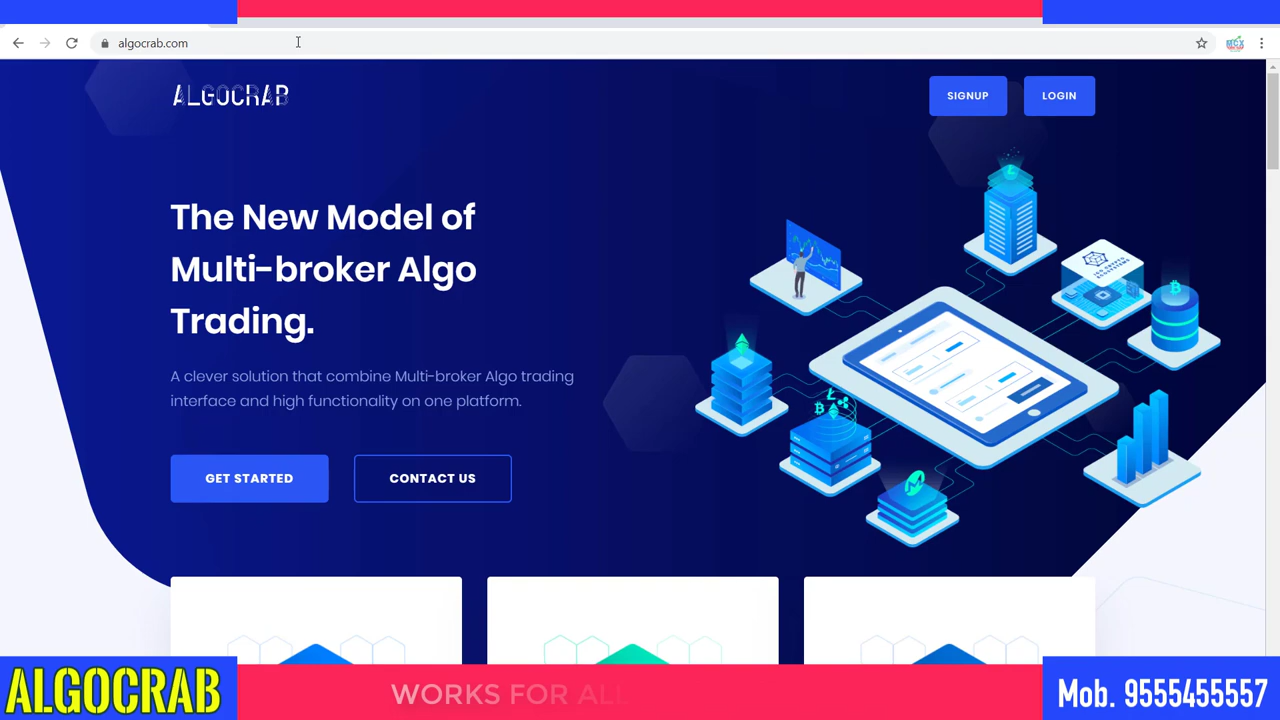 algocrab.com
ALGOCRAB
SIGNUP
LOGIN
The New Model of
Multi-broker Algo
Trading.
A clever solution that combine Multi-broker Algo trading
interface and high functionality on one platform.
GET STARTED
CONTACT US
ALGOCRAB
WORKS FOR ALL
Mob. 9555455557